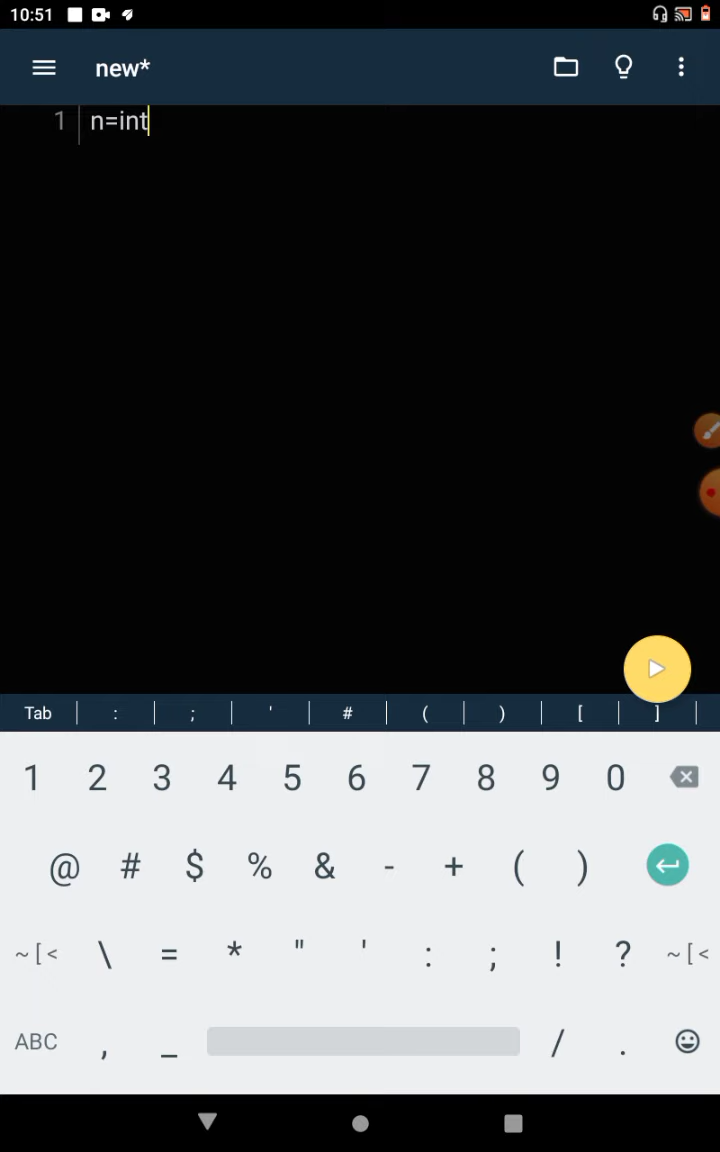 10:51
new*
1 n=int
Tab : ; ' # ( ) [ ]
1 2 3 4 5 6 7 8 9 0
@ # $ % & - + ( )
~[< \ = * " ' : ; ! ? ~[<
ABC , _ / .